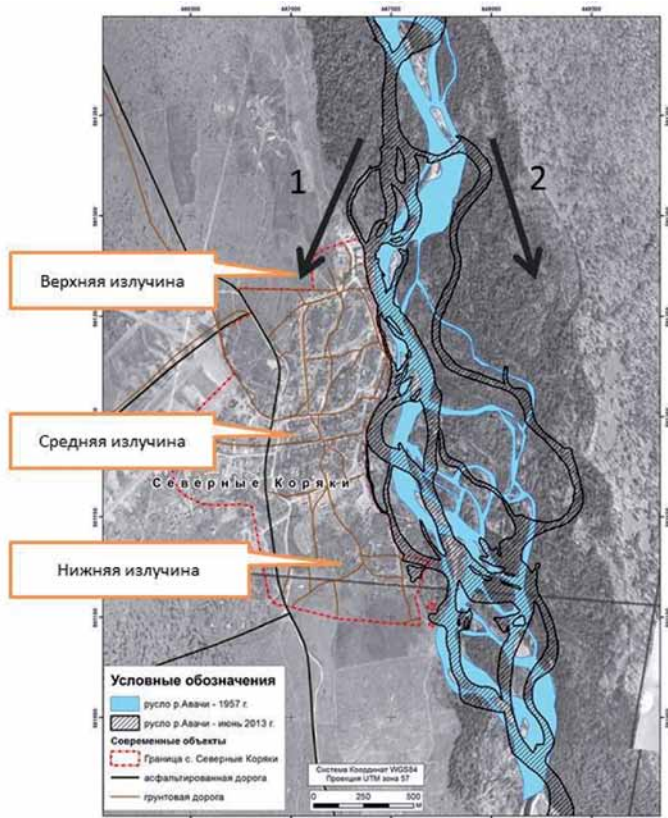 1
2
Верхняя излучина
Средняя излучина
Северные Коряки
Нижняя излучина
Условные обозначения
русло р.Авачи - 1957 г.
русло р.Авачи - июнь 2013 г.
Современные объекты
Граница с. Северные Коряки
асфальтированная дорога
грунтовая дорога
Система Координат WGS84
Проекция UTM зона 57
0 250 500
М